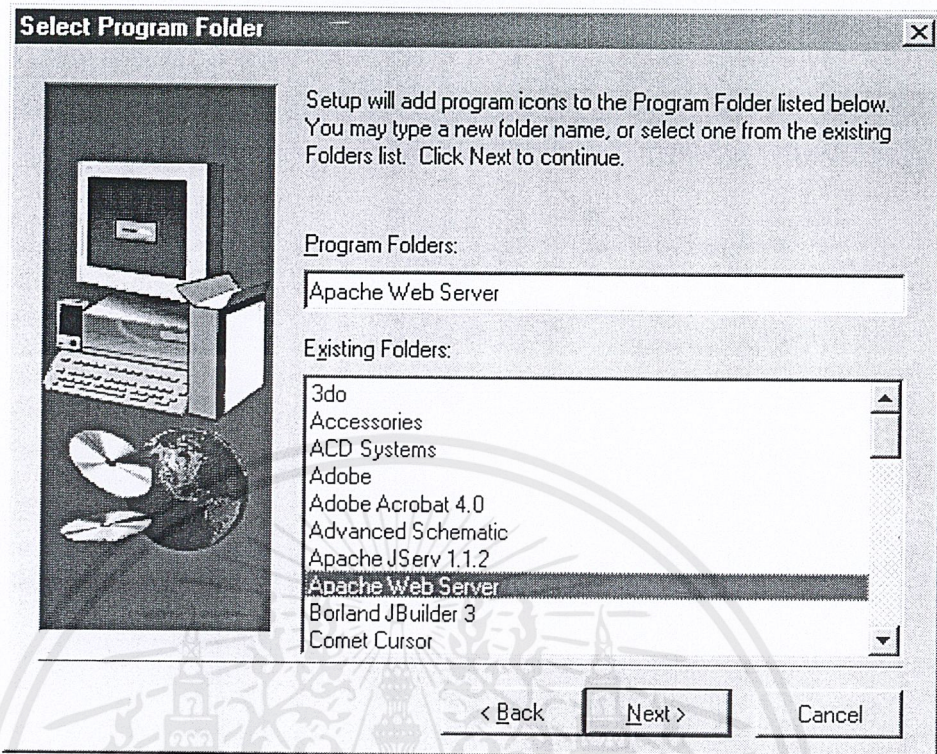 Select Program Folder
Setup will add program icons to the Program Folder listed below.
You may type a new folder name, or select one from the existing
Folders list. Click Next to continue.
Program Folders:
Apache Web Server
Existing Folders:
3do
Accessories
ACD Systems
Adobe
Adobe Acrobat 4.0
Advanced Schematic
Apache JServ 1.1.2
Apache Web Server
Borland JBuilder 3
Comet Cursor
< Back
Next >
Cancel